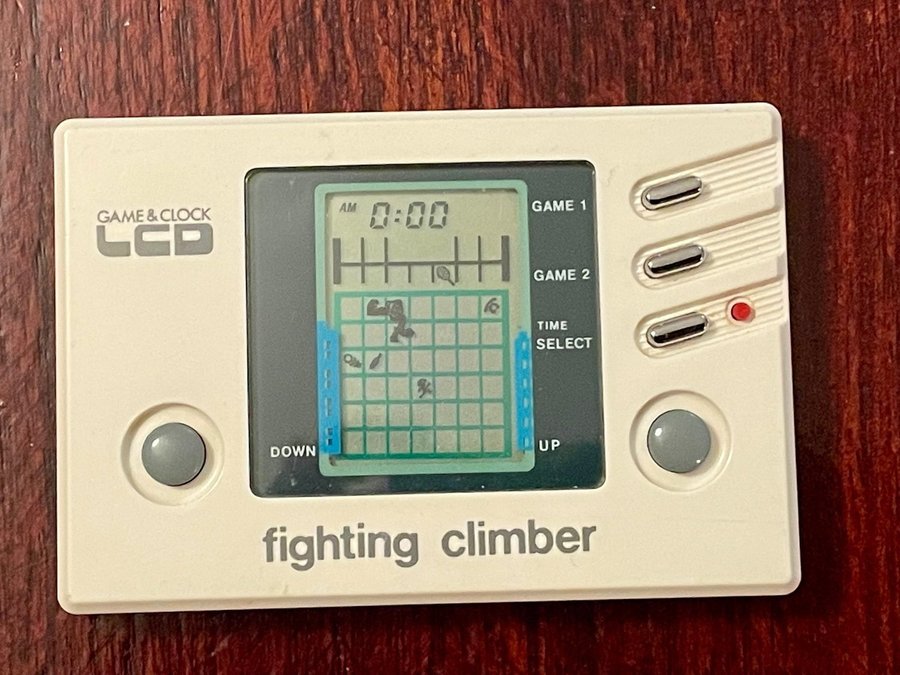 GAME & CLOCK
LCD
AM 0:00
GAME 1
GAME 2
TIME
SELECT
DOWN
UP
fighting climber